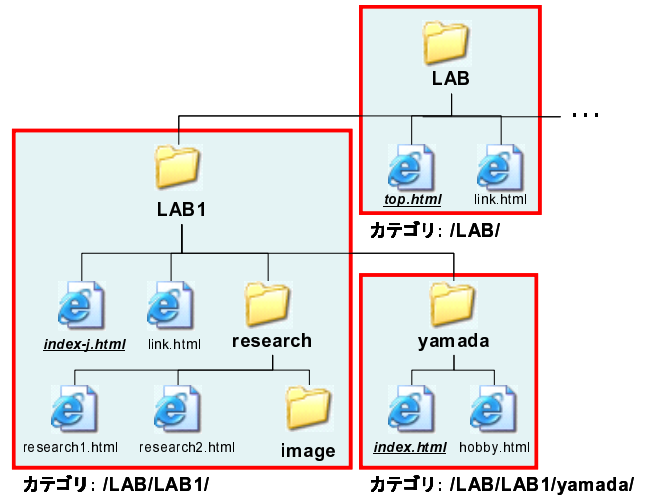 LAB
...
top.html link.html
カテゴリ: /LAB/
LAB1
index-j.html link.html research
yamada
research1.html research2.html image
index.html hobby.html
カテゴリ: /LAB/LAB1/
カテゴリ: /LAB/LAB1/yamada/